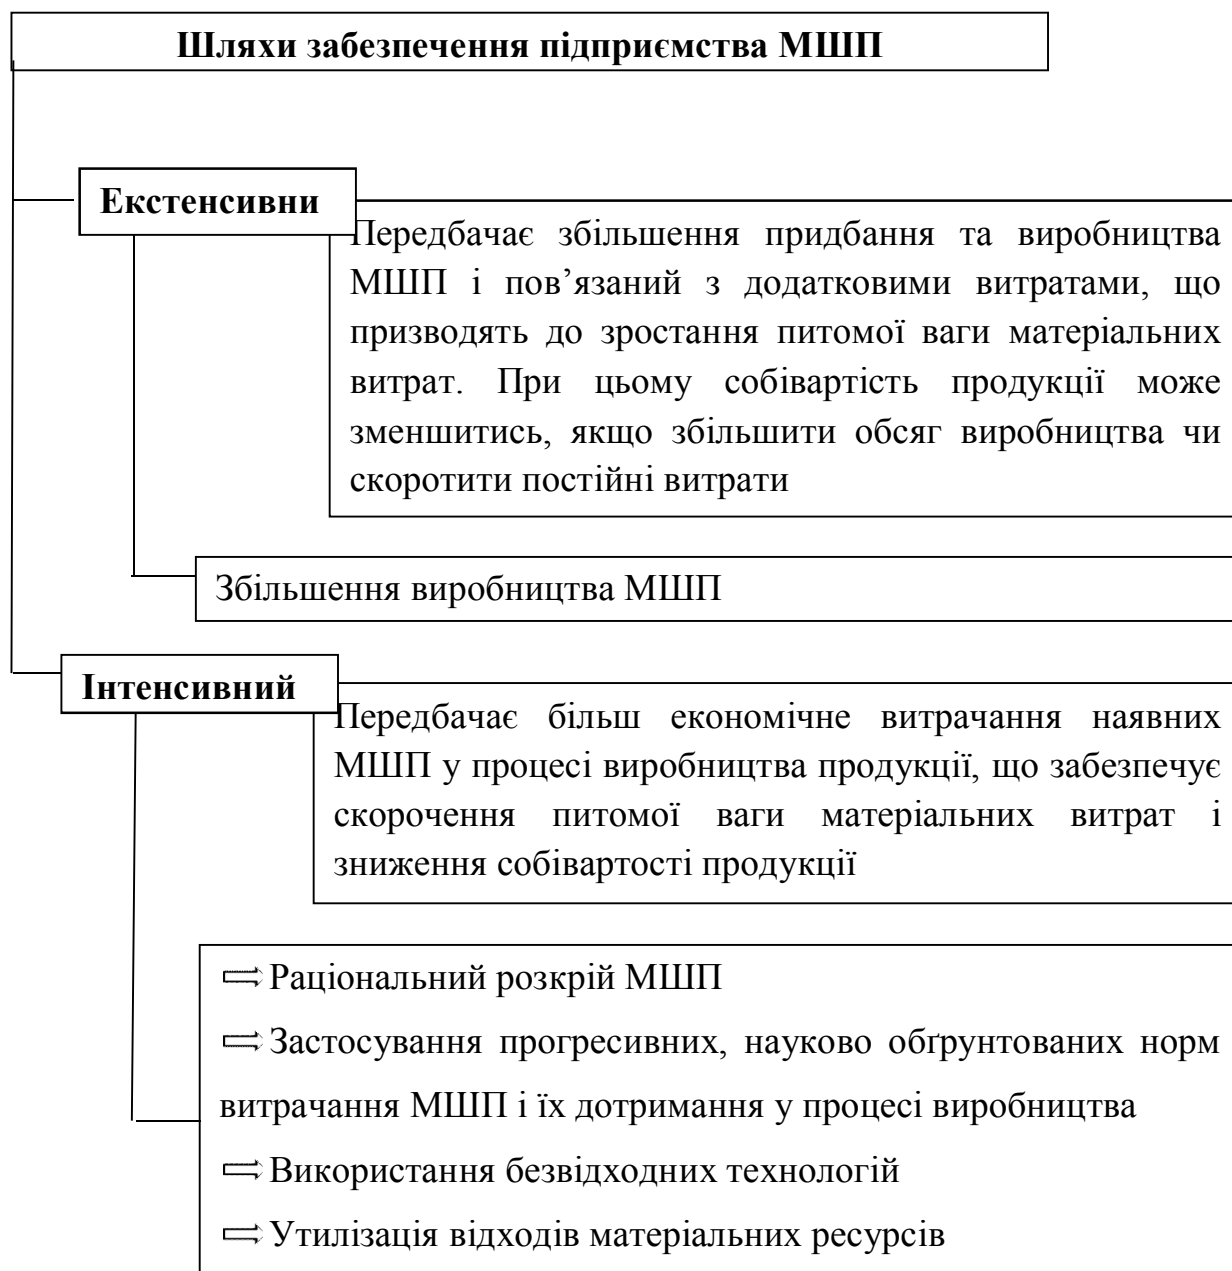 Шляхи забезпечення підприємства МШП
Екстенсивни
Передбачає збільшення придбання та виробництва
МШП і пов’язаний з додатковими витратами, що
призводять до зростання питомої ваги матеріальних
витрат. При цьому собівартість продукції може
зменшитись, якщо збільшити обсяг виробництва чи
скоротити постійні витрати
Збільшення виробництва МШП
Інтенсивний
Передбачає більш економічне витрачання наявних
МШП у процесі виробництва продукції, що забезпечує
скорочення питомої ваги матеріальних витрат і
зниження собівартості продукції
⇨ Раціональний розкрій МШП
⇨ Застосування прогресивних, науково обґрунтованих норм
витрачання МШП і їх дотримання у процесі виробництва
⇨ Використання безвідходних технологій
⇨ Утилізація відходів матеріальних ресурсів